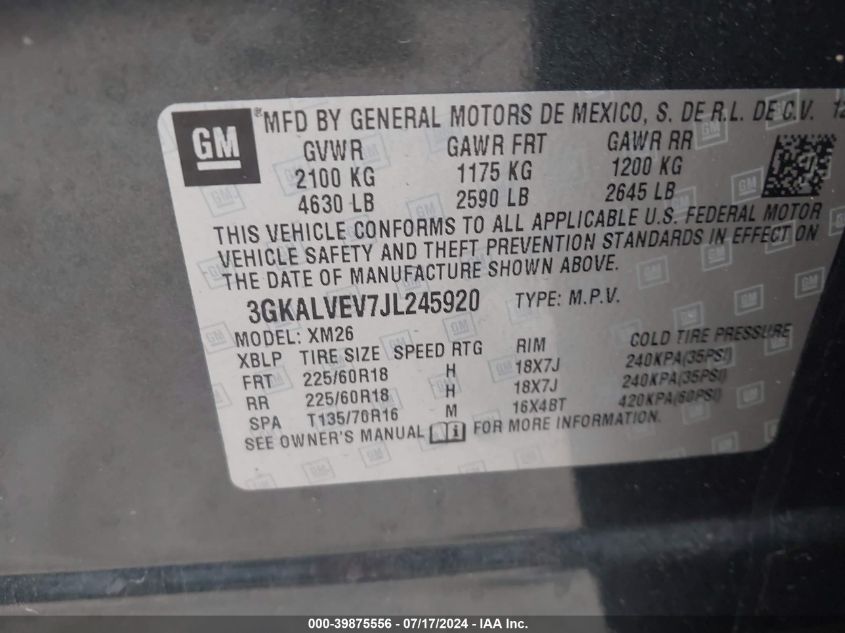 GM ® MFD BY GENERAL MOTORS DE MEXICO, S. DE R.L. DE C.V.
GVWR GAWR FRT GAWR RR
2100 KG 1175 KG 1200 KG
4630 LB 2590 LB 2645 LB
THIS VEHICLE CONFORMS TO ALL APPLICABLE U.S. FEDERAL MOTOR
VEHICLE SAFETY AND THEFT PREVENTION STANDARDS IN EFFECT ON
THE DATE OF MANUFACTURE SHOWN ABOVE.
3GKALVEV7JL245920 TYPE: M.P.V.
MODEL: XM26
XBLP TIRE SIZE SPEED RTG RIM COLD TIRE PRESSURE
FRT 225/60R18 H 18X7J 240KPA(35PSI)
RR 225/60R18 H 18X7J 240KPA(35PSI)
SPA T135/70R16 M 16X4BT 420KPA(60PSI)
SEE OWNER'S MANUAL FOR MORE INFORMATION.
000-39875556 - 07/17/2024 - IAA Inc.